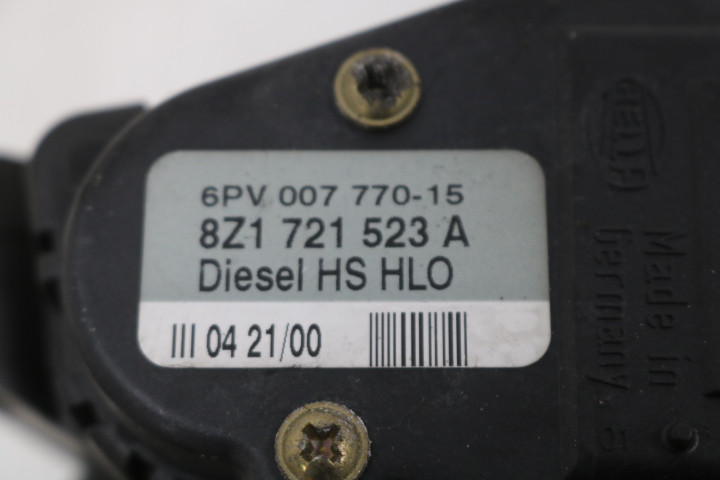 6PV 007 770-15
8Z1 721 523 A
Diesel HS HLO
III 04 21/00
HELLA
Made in
Germany